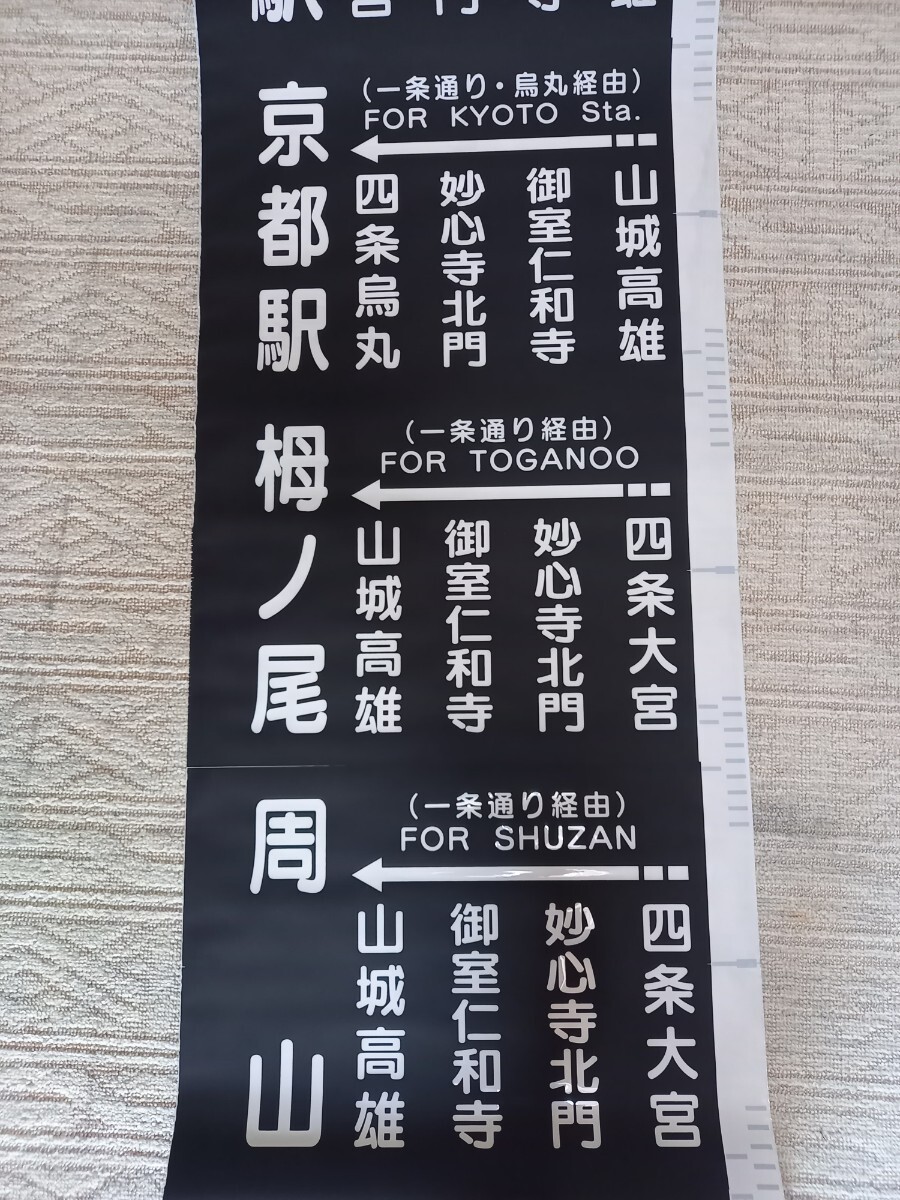 京都駅
(一条通り・烏丸経由)
FOR KYOTO Sta.
山城高雄
御室仁和寺
妙心寺北門
四条烏丸
栂ノ尾
(一条通り経由)
FOR TOGANOO
四条大宮
妙心寺北門
御室仁和寺
山城高雄
周山
(一条通り経由)
FOR SHUZAN
四条大宮
妙心寺北門
御室仁和寺
山城高雄